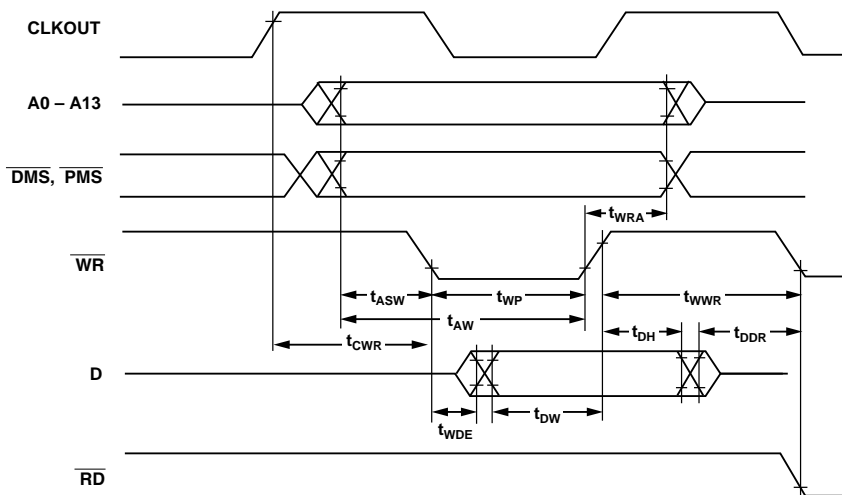 CLKOUT
A0 – A13
DMS, PMS
tWRA
WR
tASW
tWP
tWWR
tAW
tDH
tDDR
tCWR
D
tWDE
tDW
RD